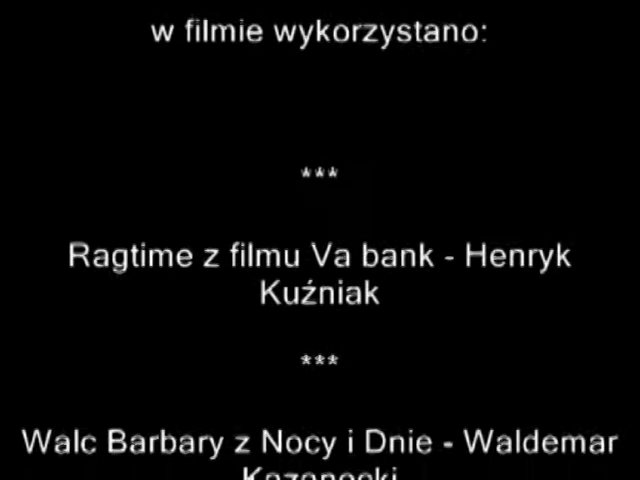 w filmie wykorzystano:
***
Ragtime z filmu Va bank - Henryk
Kuźniak
***
Walc Barbary z Nocy i Dnie - Waldemar